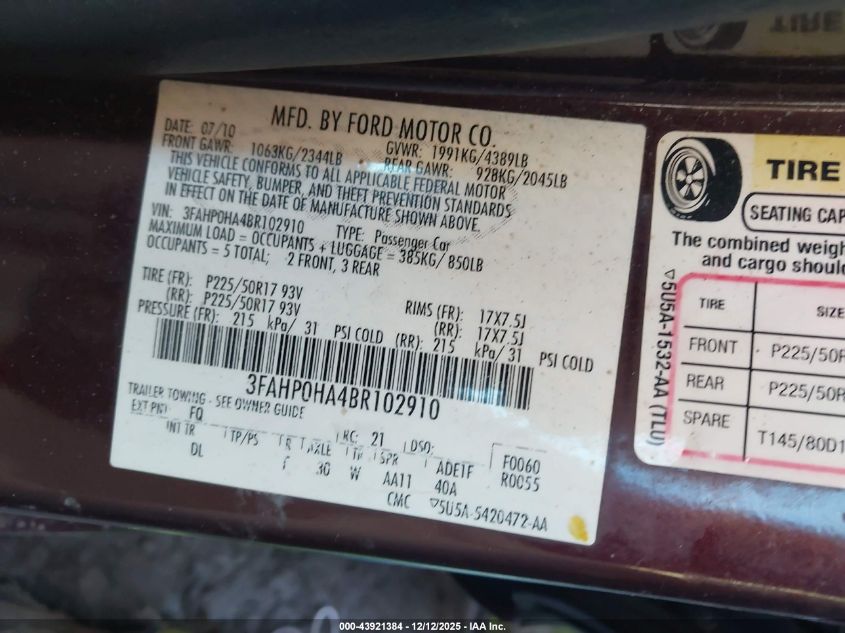 MFD. BY FORD MOTOR CO.
DATE: 07/10 GVWR: 1991KG/4389LB
FRONT GAWR: 1063KG/2344LB REAR GAWR: 928KG/2045LB
THIS VEHICLE CONFORMS TO ALL APPLICABLE FEDERAL MOTOR
VEHICLE SAFETY, BUMPER, AND THEFT PREVENTION STANDARDS
IN EFFECT ON THE DATE OF MANUFACTURE SHOWN ABOVE.
VIN: 3FAHP0HA4BR102910 TYPE: Passenger Car
MAXIMUM LOAD = OCCUPANTS + LUGGAGE = 385KG/850LB
OCCUPANTS = 5 TOTAL; 2 FRONT, 3 REAR
TIRE (FR): P225/50R17 93V RIMS (FR): 17X7.5J
(RR): P225/50R17 93V (RR): 17X7.5J
PRESSURE (FR): 215 kPa/ 31 PSI COLD (RR): 215 kPa/31 PSI COLD
3FAHP0HA4BR102910
TRAILER TOWING - SEE OWNER GUIDE
EXT PNT: FQ RC: 21 DSO: F0060
INT TR TP/PS R AXLE TR SPR ADE1F R0055
DL 30 W AA11 40A
CMC ▽5U5A-5420472-AA
TIRE
SEATING CAP
The combined weigh
and cargo shoul
TIRE SIZE
FRONT P225/50R
REAR P225/50R
SPARE T145/80D1
▽5U5A-1532-AA (TL0)
TIRE
000-43921384 - 12/12/2025 - IAA Inc.